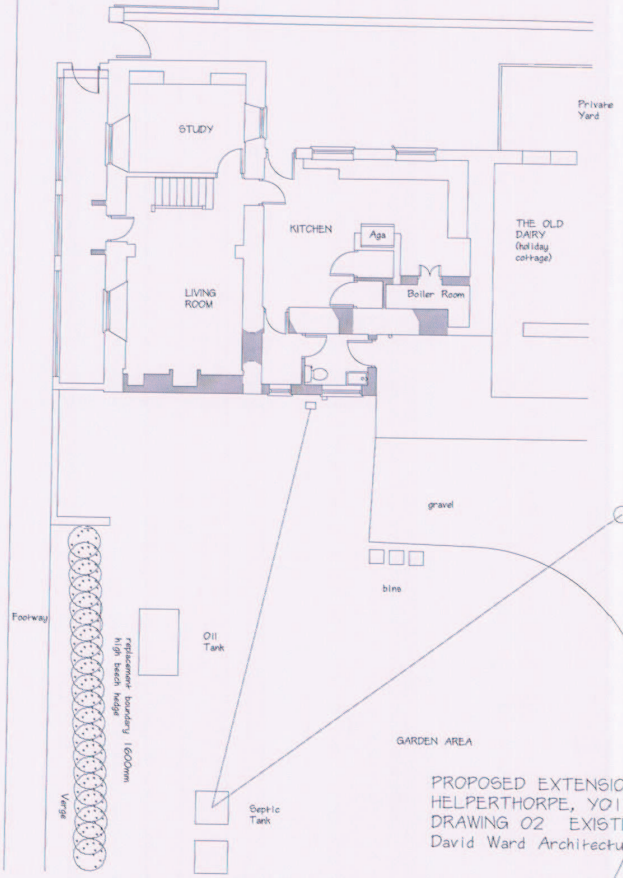 Private
Yard
STUDY
KITCHEN
Aga
THE OLD
DAIRY
(holiday
cottage)
LIVING
ROOM
Boiler Room
gravel
bins
Footway
replacement boundary 1600mm
high beech hedge
Oil
Tank
GARDEN AREA
Verge
Septic
Tank
PROPOSED EXTENSIO
HELPERTHORPE, YO1
DRAWING 02 EXISTI
David Ward Architectu